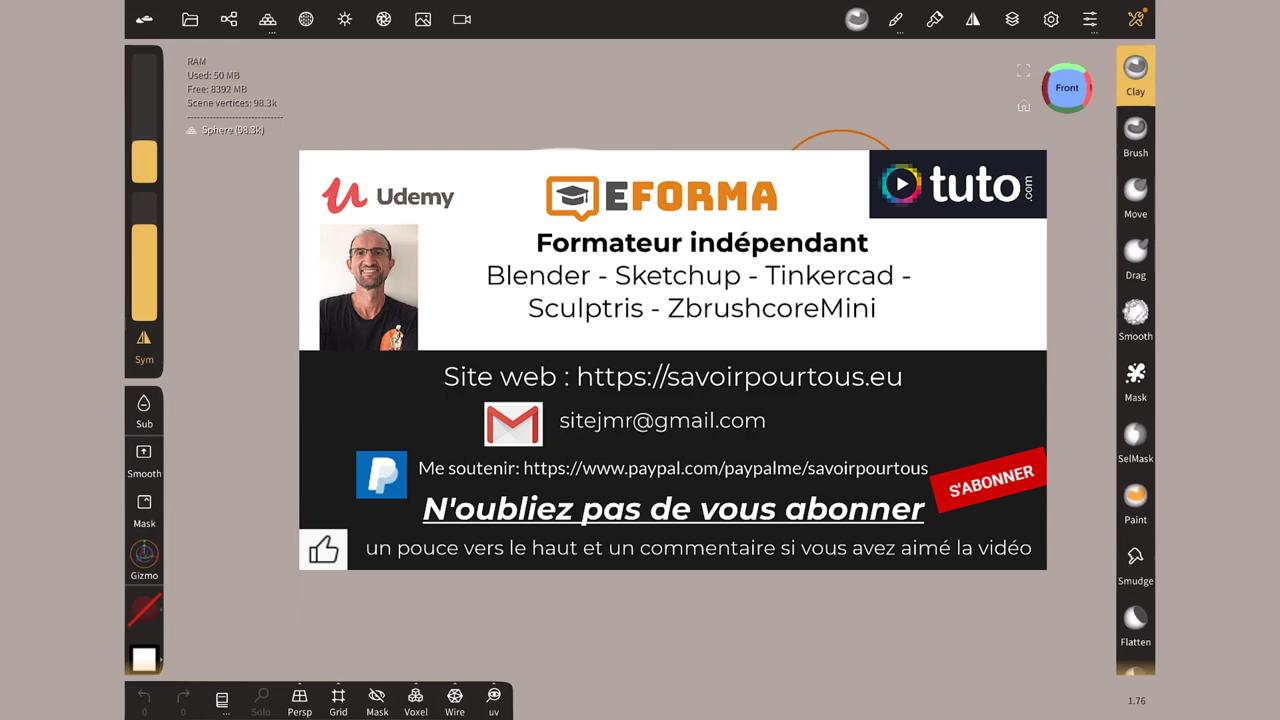 RAM
Used: 50 MB
Free: 8392 MB
Scene vertices: 98.3k
Sphere (98.3k)
Front
Udemy
EFORMA
tuto.com
Formateur indépendant
Blender - Sketchup - Tinkercad -
Sculptris - ZbrushcoreMini
Site web : https://savoirpourtous.eu
sitejmr@gmail.com
Me soutenir: https://www.paypal.com/paypalme/savoirpourtous
S'ABONNER
N'oubliez pas de vous abonner
un pouce vers le haut et un commentaire si vous avez aimé la vidéo
Sym
Sub
Smooth
Mask
Gizmo
Clay
Brush
Move
Drag
Smooth
Mask
SelMask
Paint
Smudge
Flatten
0
0
Solo
Persp
Grid
Mask
Voxel
Wire
uv
1.76